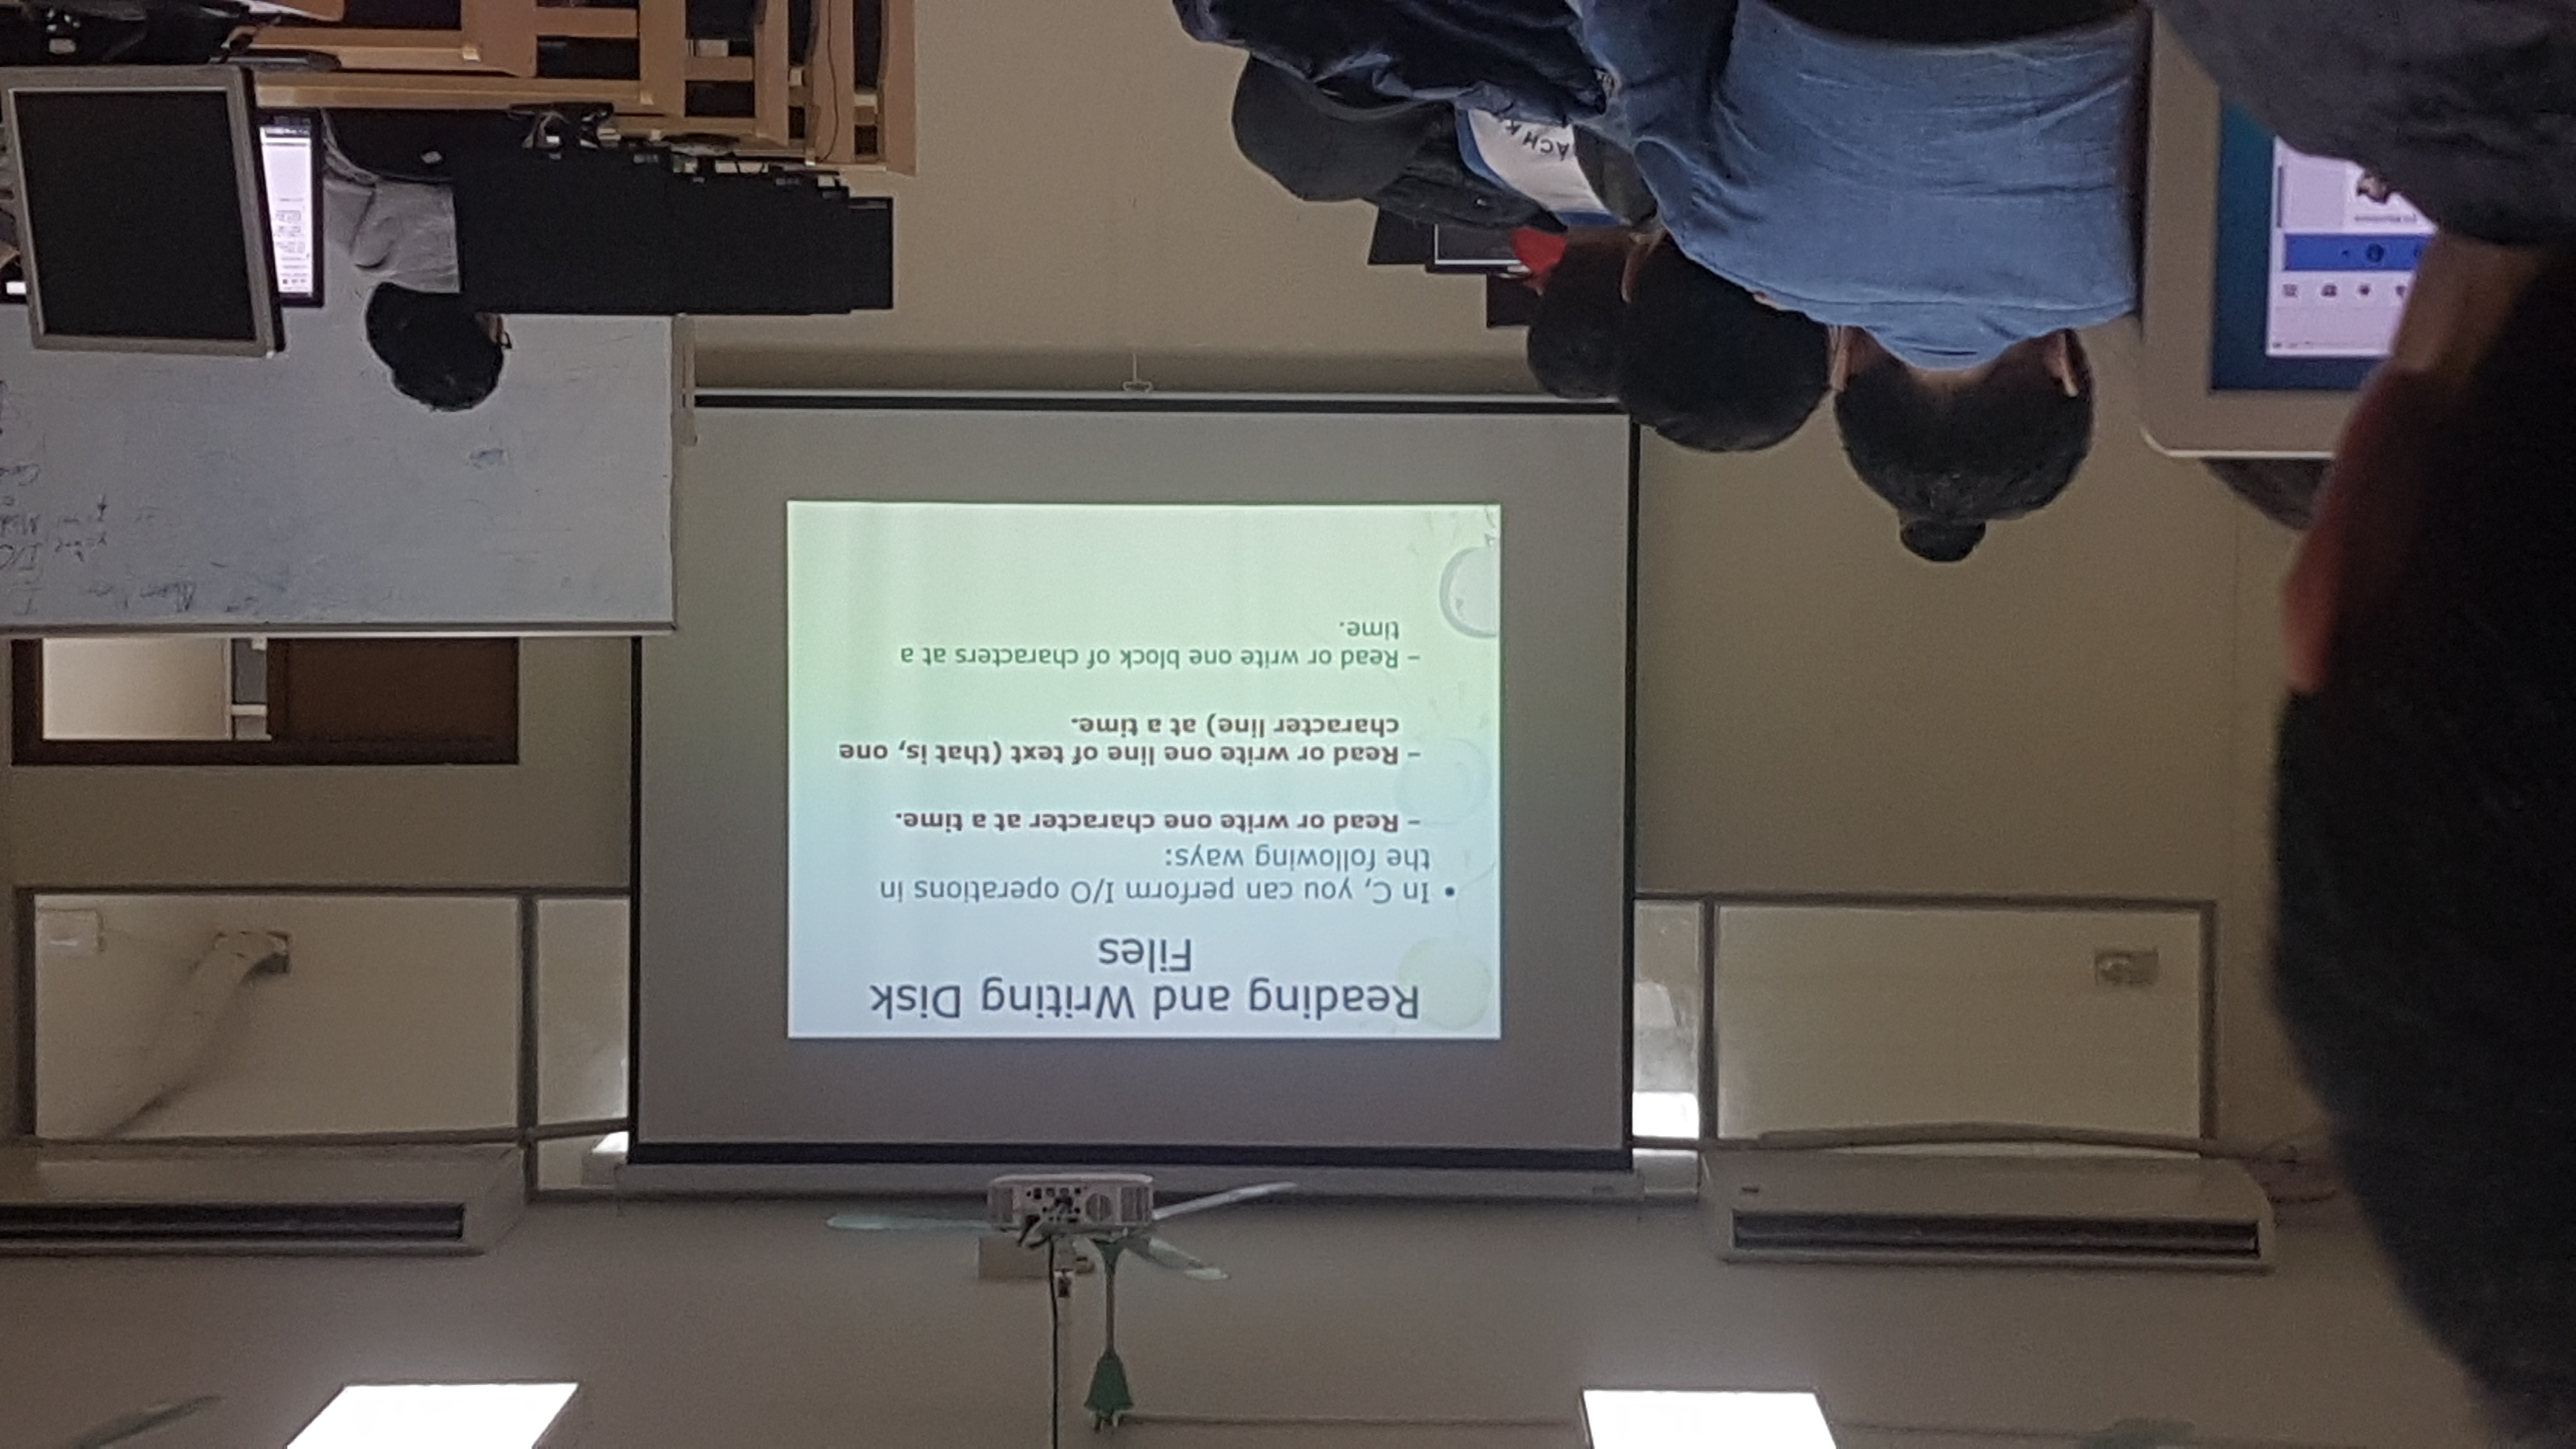 Reading and Writing Disk
Files
• In C, you can perform I/O operations in
the following ways:
– Read or write one character at a time.
– Read or write one line of text (that is, one
character line) at a time.
– Read or write one block of characters at a
time.
ÁCH K